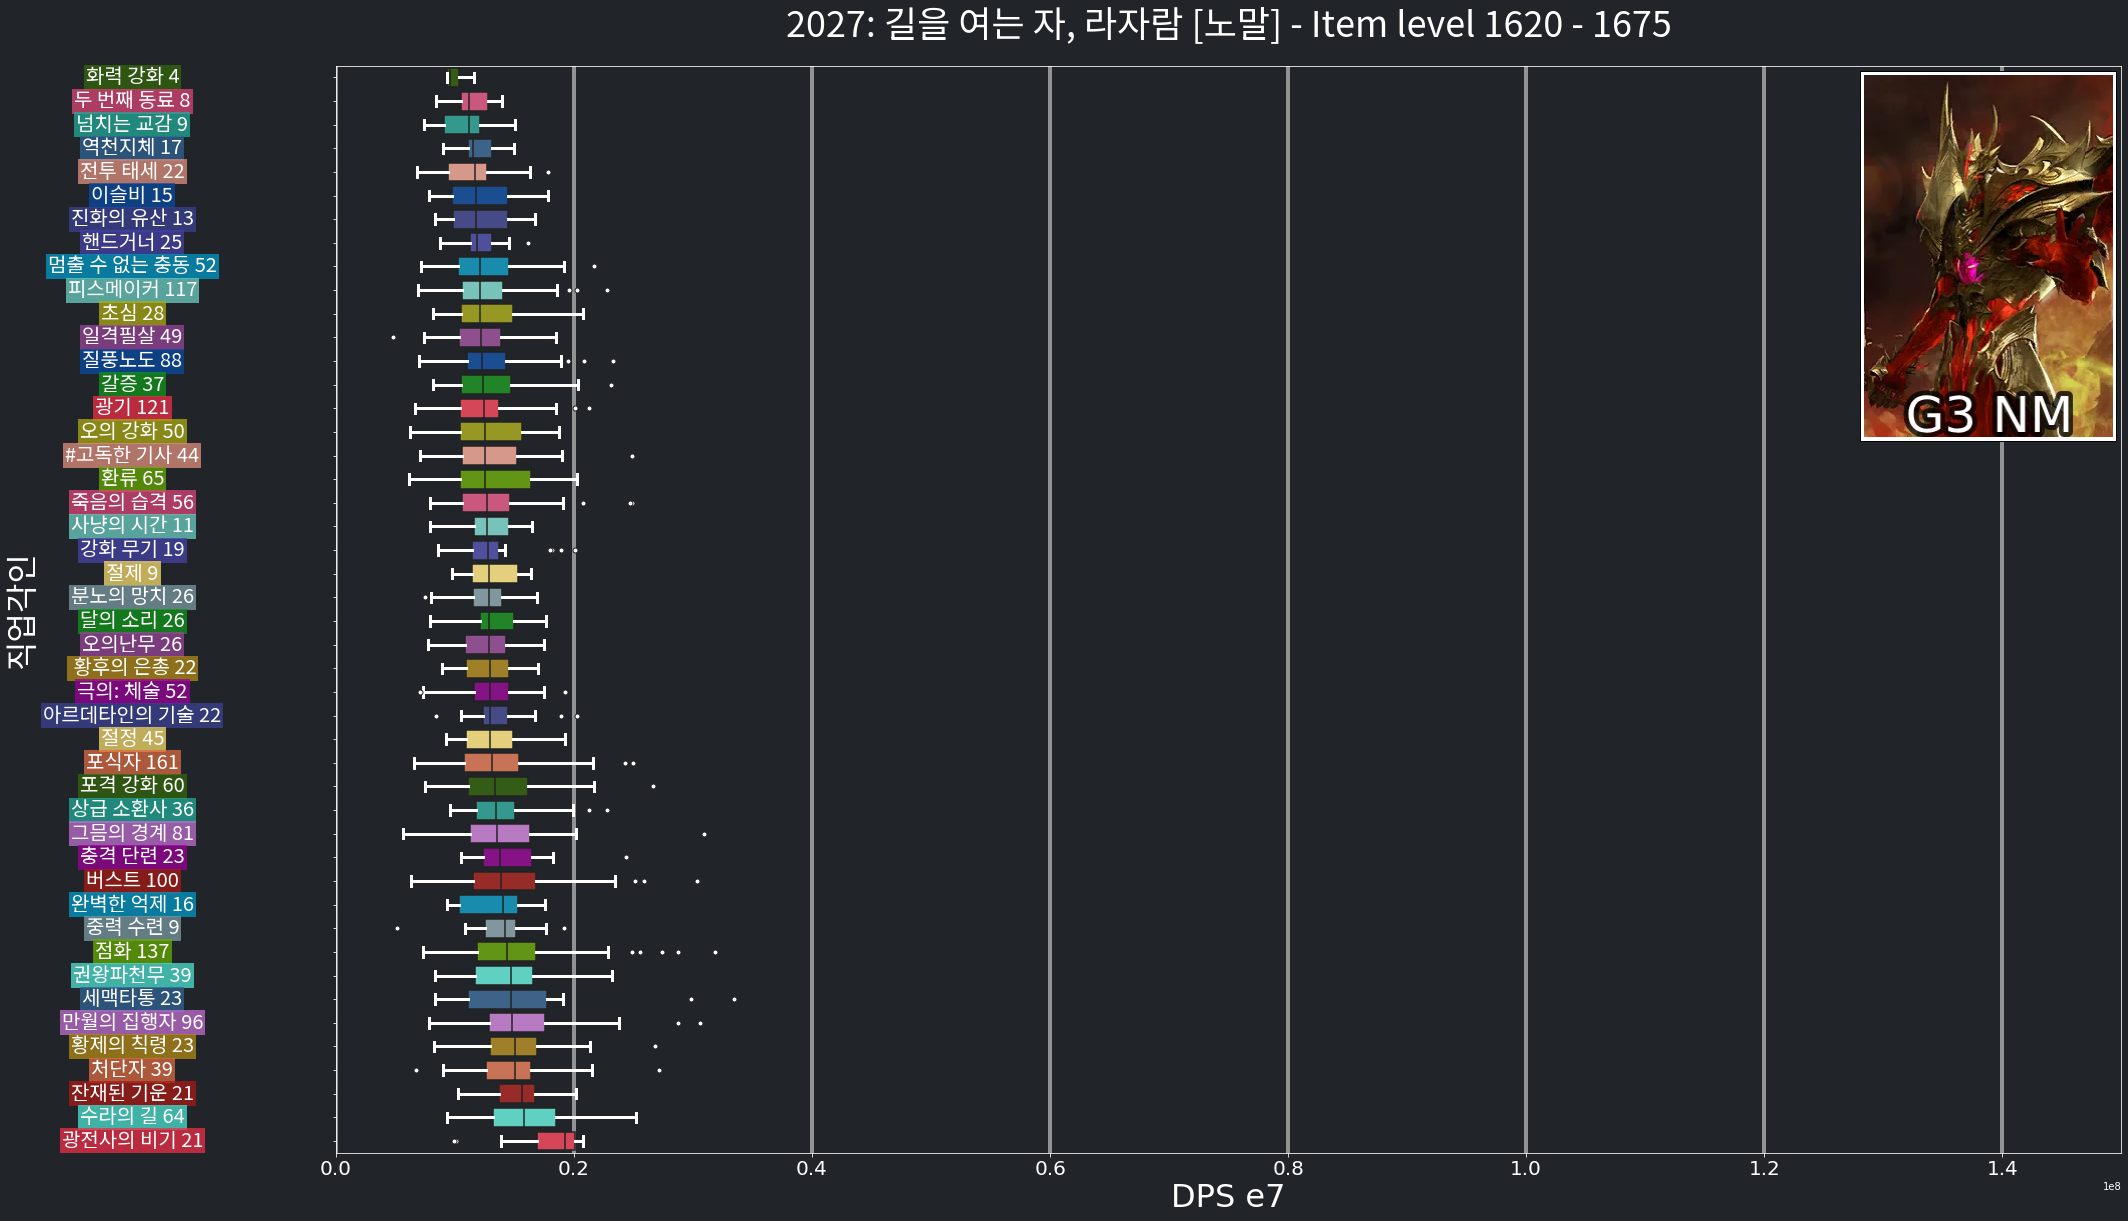 2027: 길을 여는 자, 라자람 [노말] - Item level 1620 - 1675
화력 강화 4
두 번째 동료 8
넘치는 교감 9
역천지체 17
전투 태세 22
이슬비 15
진화의 유산 13
핸드거너 25
멈출 수 없는 충동 52
피스메이커 117
초심 28
일격필살 49
질풍노도 88
갈증 37
광기 121
오의 강화 50
#고독한 기사 44
환류 65
죽음의 습격 56
사냥의 시간 11
강화 무기 19
절제 9
분노의 망치 26
달의 소리 26
오의난무 26
황후의 은총 22
극의: 체술 52
아르데타인의 기술 22
절정 45
포식자 161
포격 강화 60
상급 소환사 36
그믐의 경계 81
충격 단련 23
버스트 100
완벽한 억제 16
중력 수련 9
점화 137
권왕파천무 39
세맥타통 23
만월의 집행자 96
황제의 칙령 23
처단자 39
잔재된 기운 21
수라의 길 64
광전사의 비기 21
직업각인
G3 NM
0.0 0.2 0.4 0.6 0.8 1.0 1.2 1.4
1e8
DPS e7